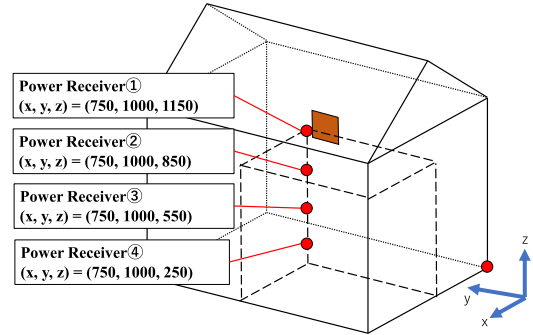 Power Receiver①
(x, y, z) = (750, 1000, 1150)
Power Receiver②
(x, y, z) = (750, 1000, 850)
Power Receiver③
(x, y, z) = (750, 1000, 550)
Power Receiver④
(x, y, z) = (750, 1000, 250)
z
y
x